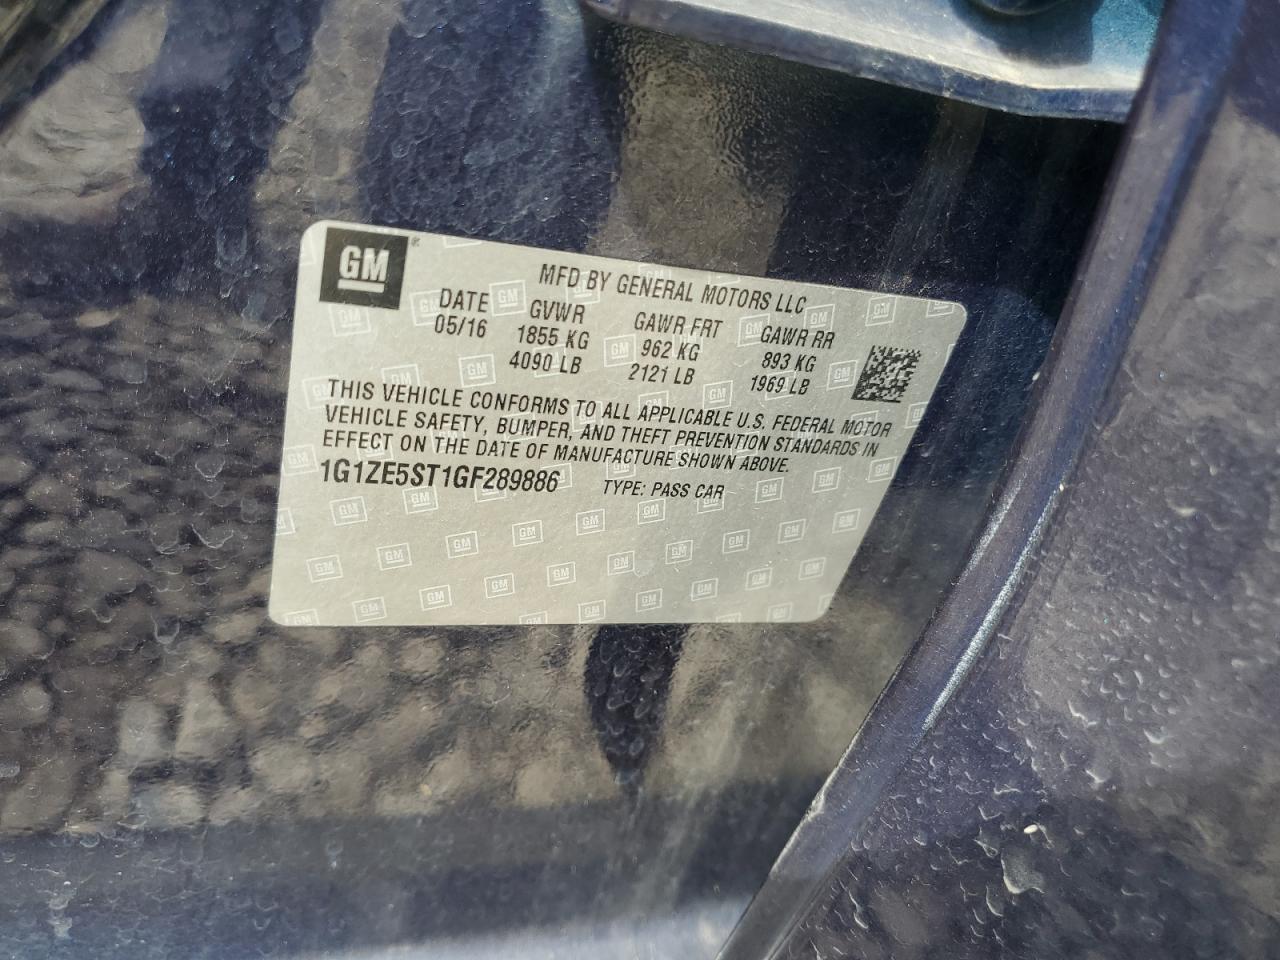 GM
MFD BY GENERAL MOTORS LLC
DATE GVWR GAWR FRT GAWR RR
05/16 1855 KG 962 KG 893 KG
4090 LB 2121 LB 1969 LB
THIS VEHICLE CONFORMS TO ALL APPLICABLE U.S. FEDERAL MOTOR
VEHICLE SAFETY, BUMPER, AND THEFT PREVENTION STANDARDS IN
EFFECT ON THE DATE OF MANUFACTURE SHOWN ABOVE.
1G1ZE5ST1GF289886 TYPE: PASS CAR